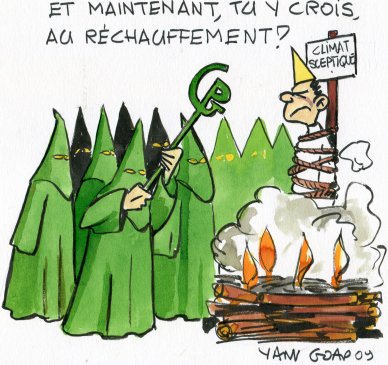 ET MAINTENANT, TU Y CROIS,
AU RÉCHAUFFEMENT?
CLIMAT
SCEPTIQUE
YANN GOAP 09